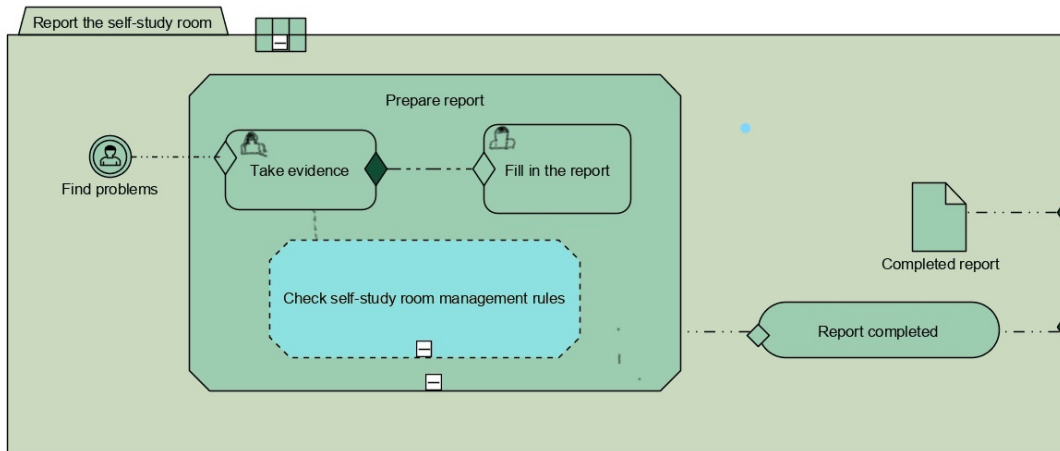 Report the self-study room
Prepare report
Find problems
Take evidence
Fill in the report
Check self-study room management rules
Completed report
Report completed